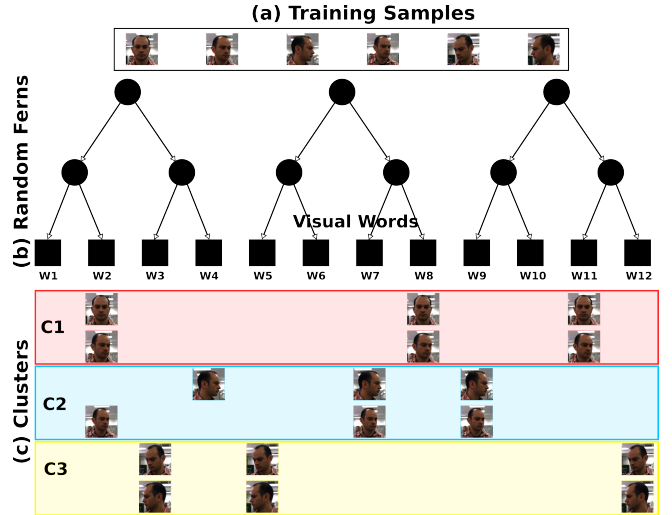 (a) Training Samples
(b) Random Ferns
Visual Words
W1 W2 W3 W4 W5 W6 W7 W8 W9 W10 W11 W12
(c) Clusters
C1
C2
C3